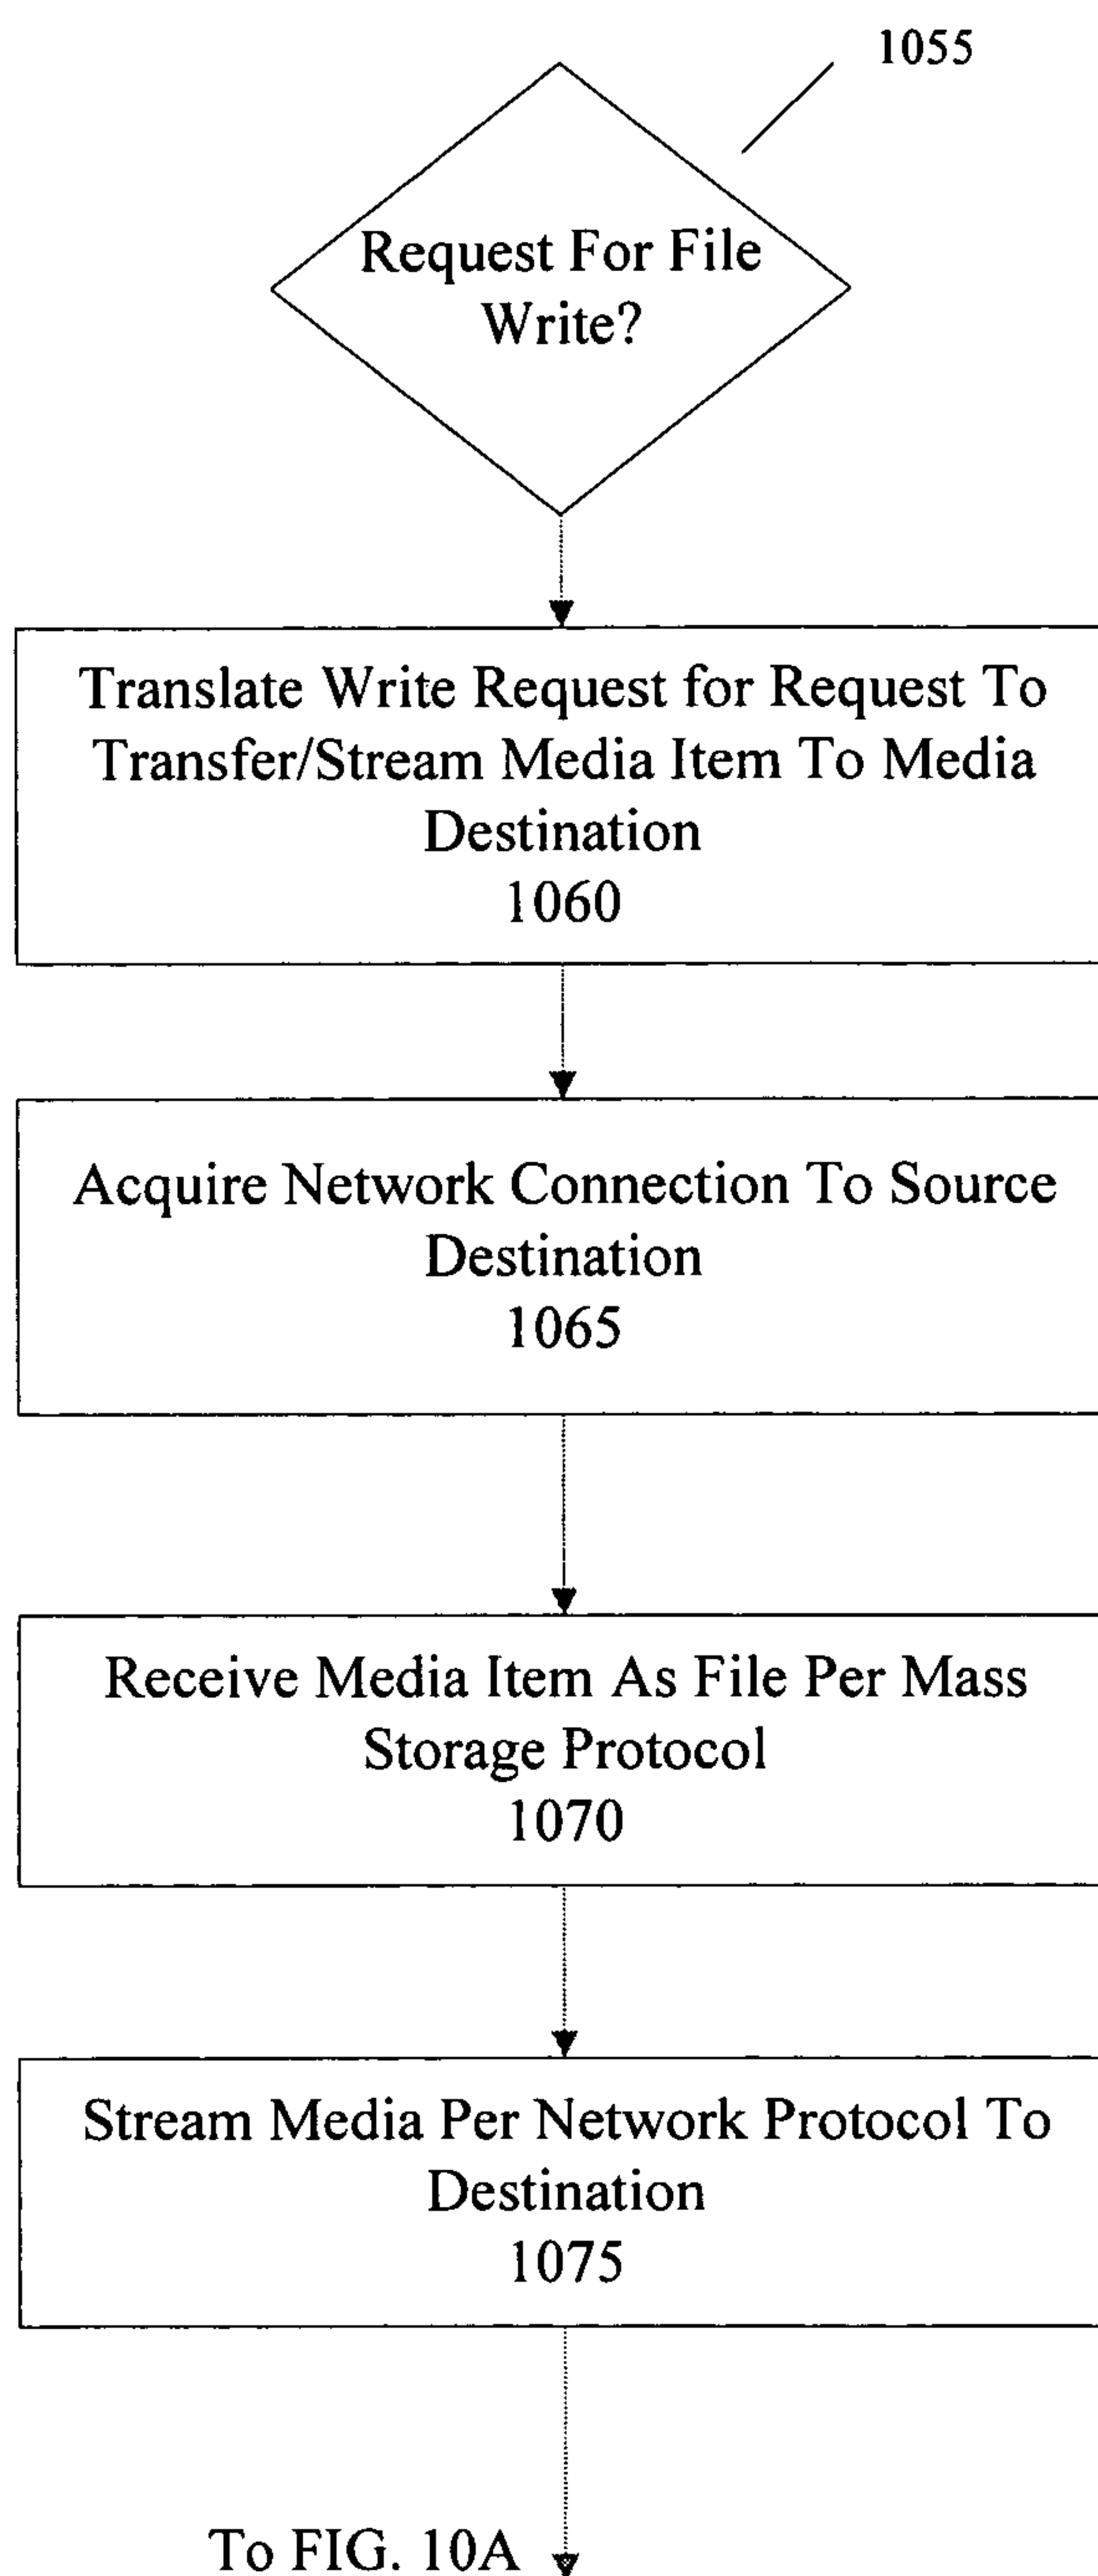 1055
Request For File
Write?
Translate Write Request for Request To
Transfer/Stream Media Item To Media
Destination
1060
Acquire Network Connection To Source
Destination
1065
Receive Media Item As File Per Mass
Storage Protocol
1070
Stream Media Per Network Protocol To
Destination
1075
To FIG. 10A